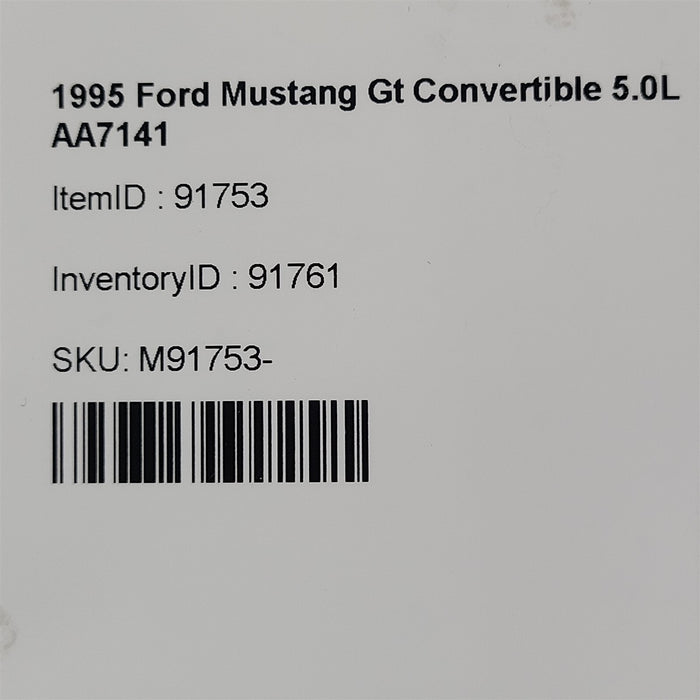 1995 Ford Mustang Gt Convertible 5.0L
AA7141
ItemID : 91753
InventoryID : 91761
SKU: M91753-